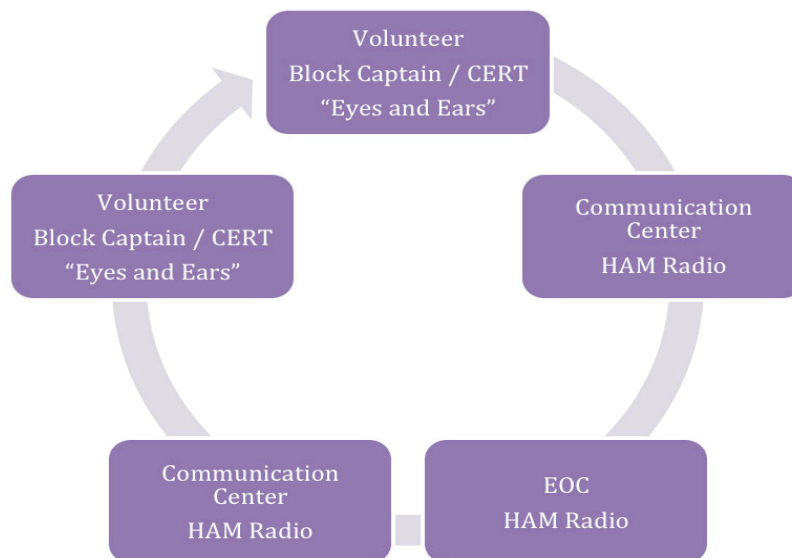 Volunteer
Block Captain / CERT
“Eyes and Ears”
Communication
Center
HAM Radio
EOC
HAM Radio
Communication
Center
HAM Radio
Volunteer
Block Captain / CERT
“Eyes and Ears”